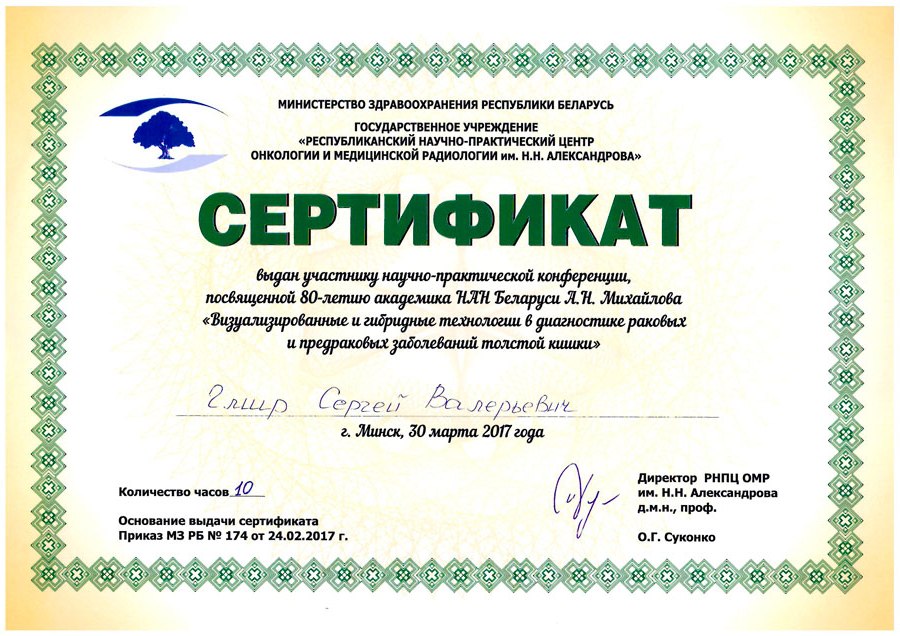 МИНИСТЕРСТВО ЗДРАВООХРАНЕНИЯ РЕСПУБЛИКИ БЕЛАРУСЬ
ГОСУДАРСТВЕННОЕ УЧРЕЖДЕНИЕ
«РЕСПУБЛИКАНСКИЙ НАУЧНО-ПРАКТИЧЕСКИЙ ЦЕНТР
ОНКОЛОГИИ И МЕДИЦИНСКОЙ РАДИОЛОГИИ им. Н.Н. АЛЕКСАНДРОВА»
СЕРТИФИКАТ
выдан участнику научно-практической конференции,
посвященной 80-летию академика НАН Беларуси А.Н. Михайлова
«Визуализированные и гибридные технологии в диагностике раковых
и предраковых заболеваний толстой кишки»
Сергей Валерьевич
г. Минск, 30 марта 2017 года
Количество часов 10
Основание выдачи сертификата
Приказ МЗ РБ № 174 от 24.02.2017 г.
Директор РНПЦ ОМР
им. Н.Н. Александрова
д.м.н., проф.
О.Г. Суконко